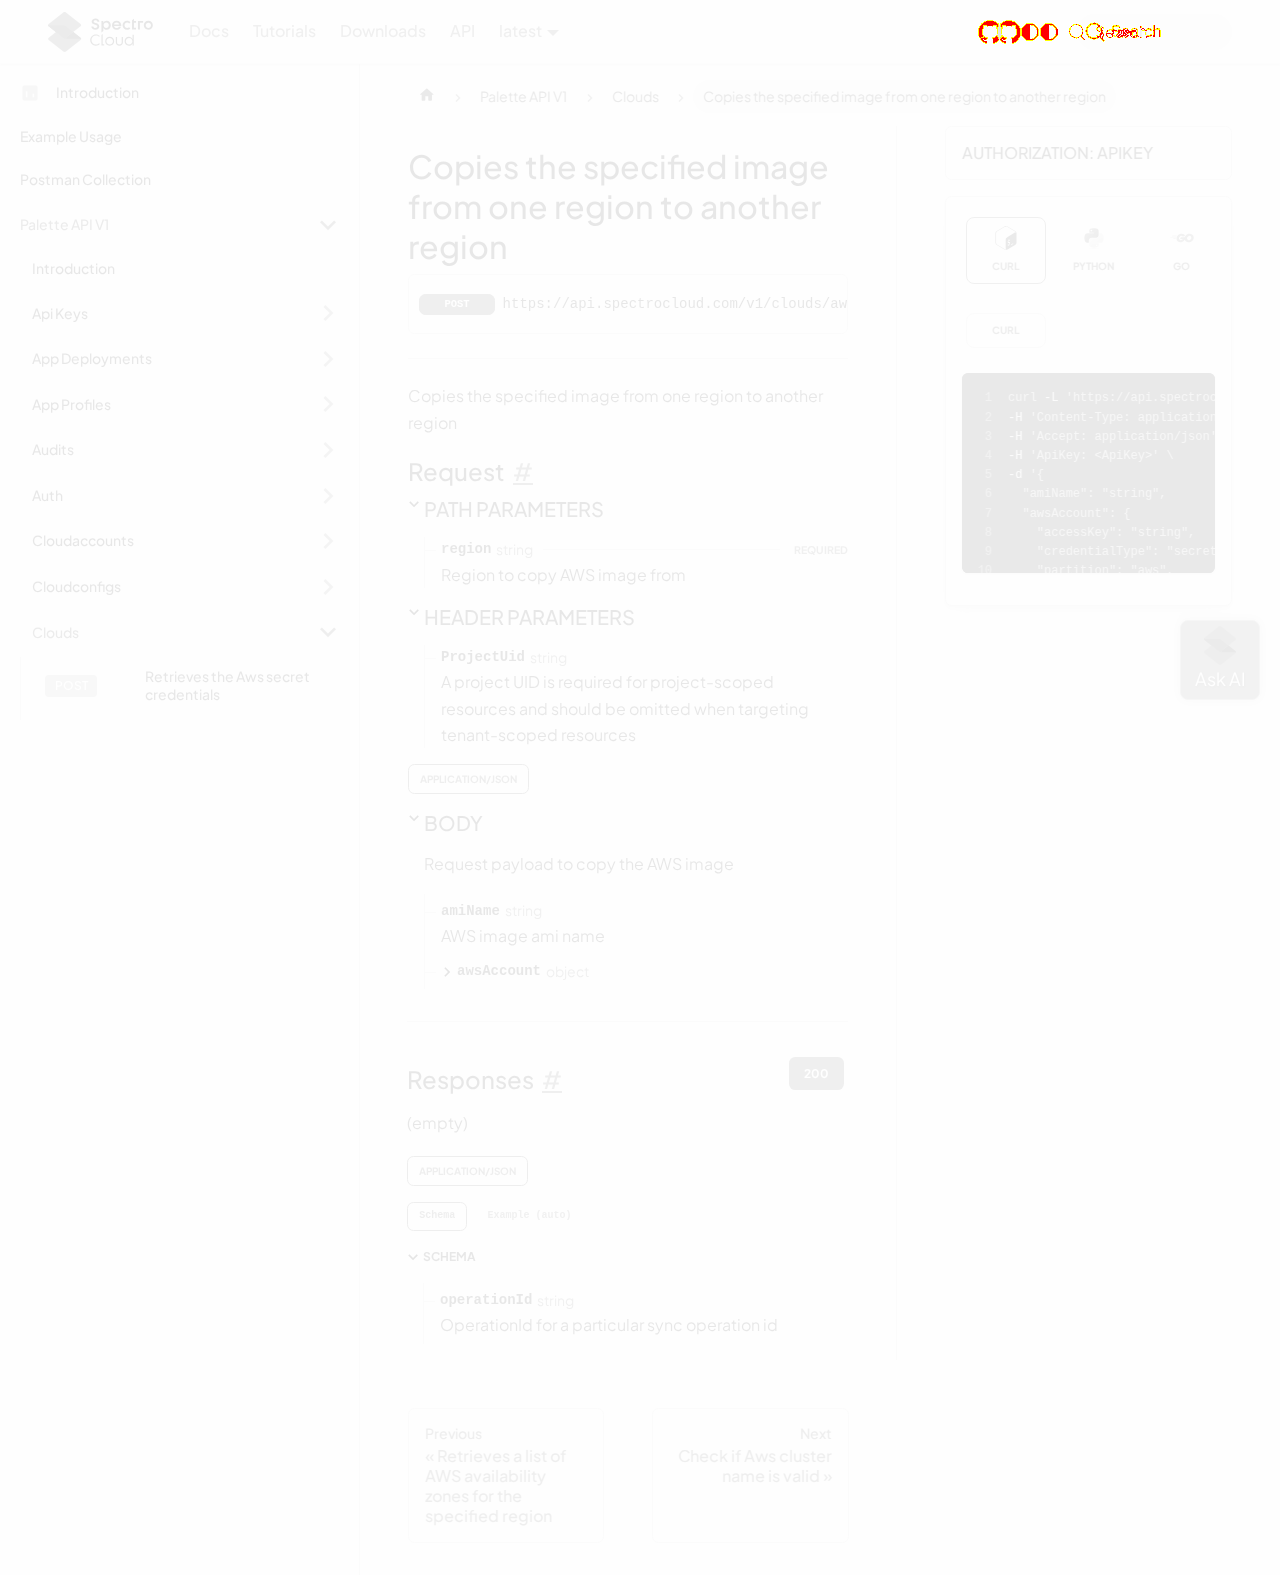 Spectro
Cloud
Docs
Tutorials
Downloads
API
latest
Introduction
Example Usage
Postman Collection
Palette API V1
Introduction
Api Keys
App Deployments
App Profiles
Audits
Auth
Cloudaccounts
Cloudconfigs
Clouds
POST
Retrieves the Aws secret
credentials
Palette API V1
Clouds
Copies the specified image from one region to another region
Copies the specified image
from one region to another
region
POST
https://api.spectrocloud.com/v1/clouds/aw
Copies the specified image from one region to another
region
Request #
PATH PARAMETERS
region string REQUIRED
Region to copy AWS image from
HEADER PARAMETERS
ProjectUid string
A project UID is required for project-scoped
resources and should be omitted when targeting
tenant-scoped resources
APPLICATION/JSON
BODY
Request payload to copy the AWS image
amiName string
AWS image ami name
awsAccount object
Responses #
200
(empty)
APPLICATION/JSON
Schema
Example (auto)
SCHEMA
operationId string
OperationId for a particular sync operation id
Previous
« Retrieves a list of
AWS availability
zones for the
specified region
Next
Check if Aws cluster
name is valid »
AUTHORIZATION: APIKEY
CURL
PYTHON
GO
CURL
1 curl -L 'https://api.spectroc
2 -H 'Content-Type: application
3 -H 'Accept: application/json'
4 -H 'ApiKey: <ApiKey>' \
5 -d '{
6 "amiName": "string",
7 "awsAccount": {
8 "accessKey": "string",
9 "credentialType": "secret
10 "partition": "aws",
Ask AI